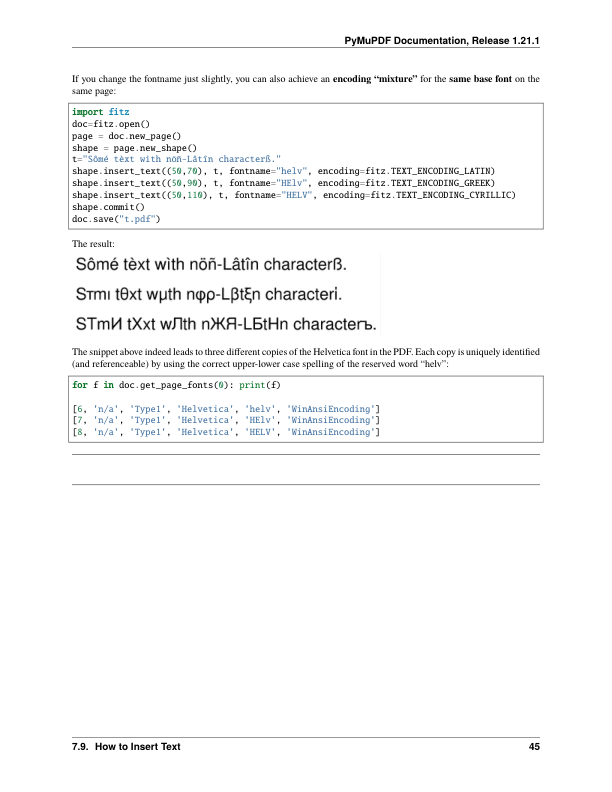 PyMuPDF Documentation, Release 1.21.1
If you change the fontname just slightly, you can also achieve an encoding “mixture” for the same base font on the
same page:
import fitz
doc=fitz.open()
page = doc.new_page()
shape = page.new_shape()
t="Sômé tèxt wìth nöñ-Lâtîn characterß."
shape.insert_text((50,70), t, fontname="helv", encoding=fitz.TEXT_ENCODING_LATIN)
shape.insert_text((50,90), t, fontname="HElv", encoding=fitz.TEXT_ENCODING_GREEK)
shape.insert_text((50,110), t, fontname="HELV", encoding=fitz.TEXT_ENCODING_CYRILLIC)
shape.commit()
doc.save("t.pdf")
The result:
Sômé tèxt wìth nöñ-Lâtîn characterß.
Sτmι tθxt wμth nφρ-Lβtξn characterί.
SТmИ tХxt wЛth nЖЯ-LБtНn characterъ.
The snippet above indeed leads to three different copies of the Helvetica font in the PDF. Each copy is uniquely identified
(and referenceable) by using the correct upper-lower case spelling of the reserved word “helv”:
for f in doc.get_page_fonts(0): print(f)
[6, 'n/a', 'Type1', 'Helvetica', 'helv', 'WinAnsiEncoding']
[7, 'n/a', 'Type1', 'Helvetica', 'HElv', 'WinAnsiEncoding']
[8, 'n/a', 'Type1', 'Helvetica', 'HELV', 'WinAnsiEncoding']
7.9. How to Insert Text 45